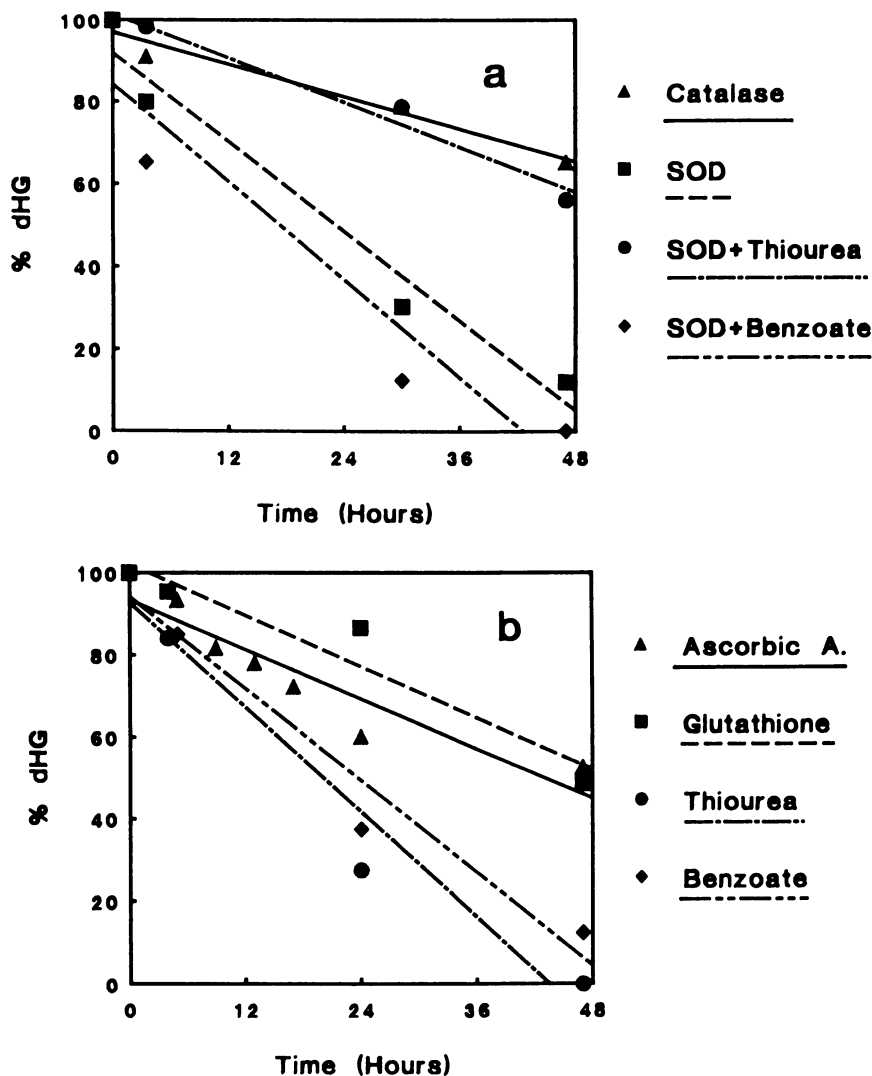 100
80
60
40
20
0
% dHG
a
0 12 24 36 48
Time (Hours)
Catalase
SOD
SOD+Thiourea
SOD+Benzoate
100
80
60
40
20
0
% dHG
b
0 12 24 36 48
Time (Hours)
Ascorbic A.
Glutathione
Thiourea
Benzoate